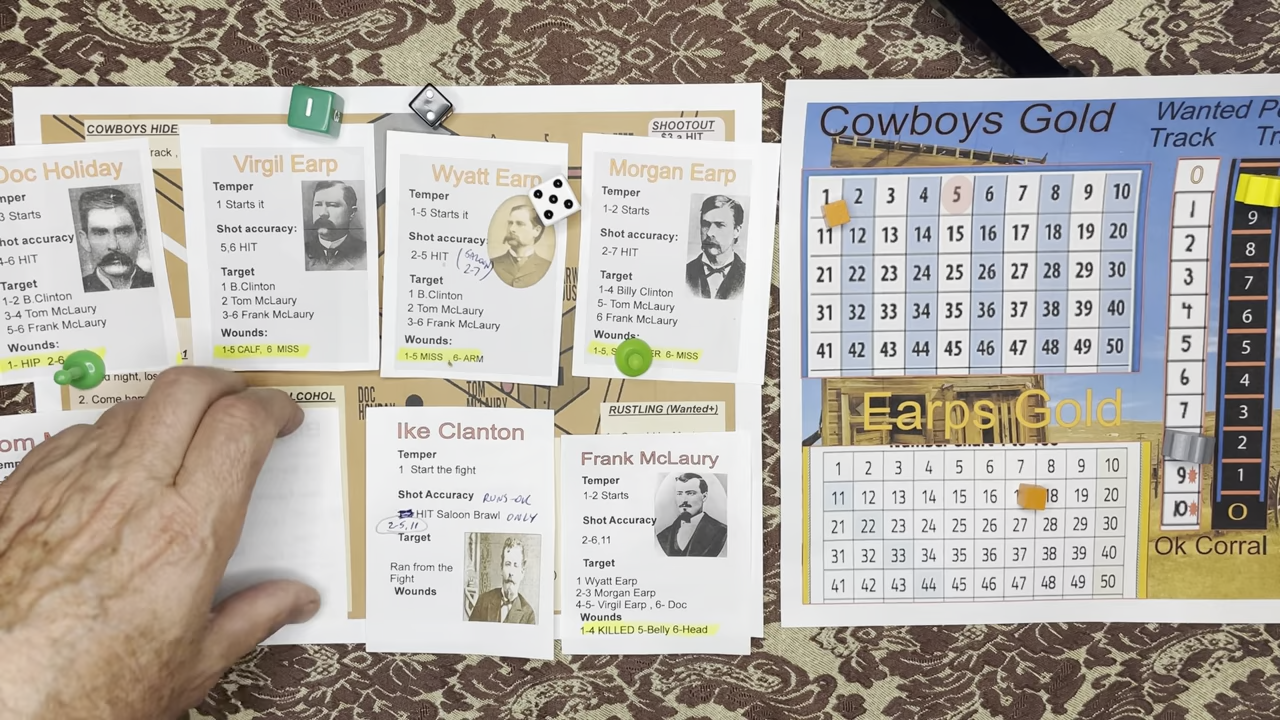 COWBOYS HIDE
track ,
SHOOTOUT
$3 a HIT
Doc Holiday
3 Starts
Shot accuracy
4-6 HIT
Target
1-2 B.Clinton
3-4 Tom McLaury
5-6 Frank McLaury
Wounds:
1- HIP 2-6
Virgil Earp
Temper
1 Starts it
Shot accuracy:
5,6 HIT
Target
1 B.Clinton
2 Tom McLaury
3-6 Frank McLaury
Wounds:
1-5 CALF, 6 MISS
Wyatt Earp
Temper
1-5 Starts it
Shot accuracy:
2-5 HIT (SALOON
2-7
Target
1 B.Clinton
2 Tom McLaury
3-6 Frank McLaury
Wounds:
1-5 MISS 6- ARM
Morgan Earp
Temper
1-2 Starts
Shot accuracy:
2-7 HIT
Target
1-4 Billy Clinton
5- Tom McLaury
6 Frank McLaury
Wounds:
6- MISS
1
a night,
2. Come
ALCOHOL
DOC
TOM
RUSTLING (Wanted+)
Ike Clanton
Temper
1 Start the fight
Shot Accuracy RUNS-OK
HIT Saloon Brawl ONLY
2-5,11
Target
Ran from the
Fight
Wounds
Frank McLaury
Temper
1-2 Starts
Shot Accuracy
2-6,11
Target
1 Wyatt Earp
2-3 Morgan Earp
4-5- Virgil Earp , 6- Doc
Wounds
1-4 KILLED 5-Belly 6-Head
Cowboys Gold
1 2 3 4 5 6 7 8 9 10
11 12 13 14 15 16 17 18 19 20
21 22 23 24 25 26 27 28 29 30
31 32 33 34 35 36 37 38 39 40
41 42 43 44 45 46 47 48 49 50
Earps Gold
1 2 3 4 5 6 7 8 9 10
11 12 13 14 15 16 18 19 20
21 22 23 24 25 26 27 28 29 30
31 32 33 34 35 36 37 38 39 40
41 42 43 44 45 46 47 48 49 50
Wanted
Track
0
1
2
3
4
5
6
7
9
10
9
8
7
6
5
4
3
2
1
0
Ok Corral